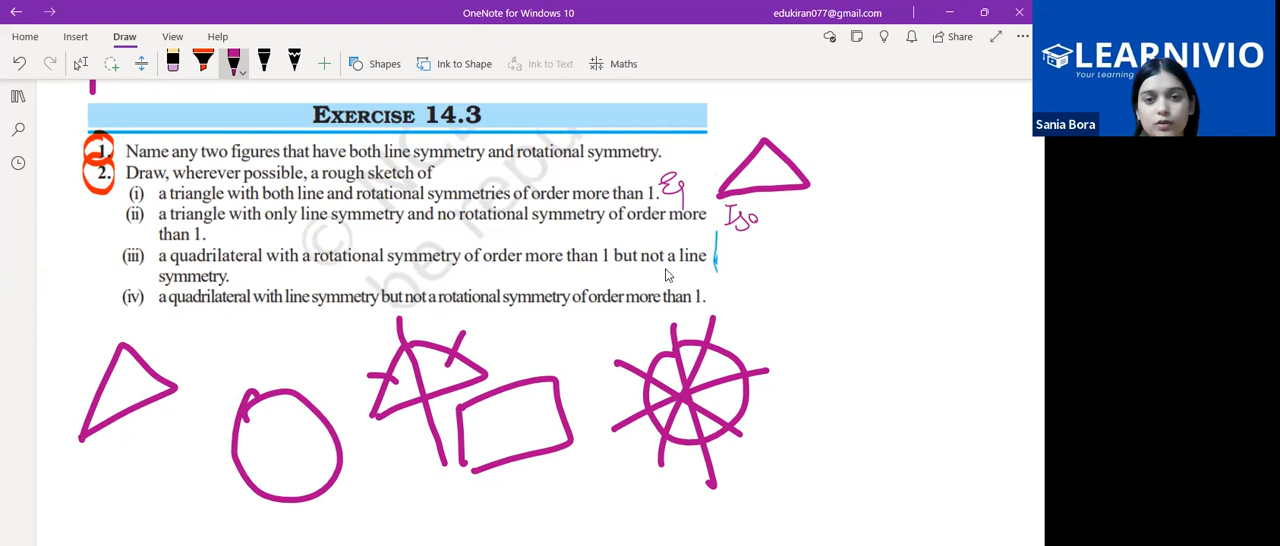 OneNote for Windows 10
edukiran077@gmail.com
Home Insert Draw View Help
Share
Shapes Ink to Shape Ink to Text Maths
LEARNIVIO
Your Learning
Sania Bora
EXERCISE 14.3
1. Name any two figures that have both line symmetry and rotational symmetry.
2. Draw, wherever possible, a rough sketch of
(i) a triangle with both line and rotational symmetries of order more than 1. Eq
(ii) a triangle with only line symmetry and no rotational symmetry of order more
than 1.
Iso
(iii) a quadrilateral with a rotational symmetry of order more than 1 but not a line
symmetry.
(iv) a quadrilateral with line symmetry but not a rotational symmetry of order more than 1.
© NC
be repu